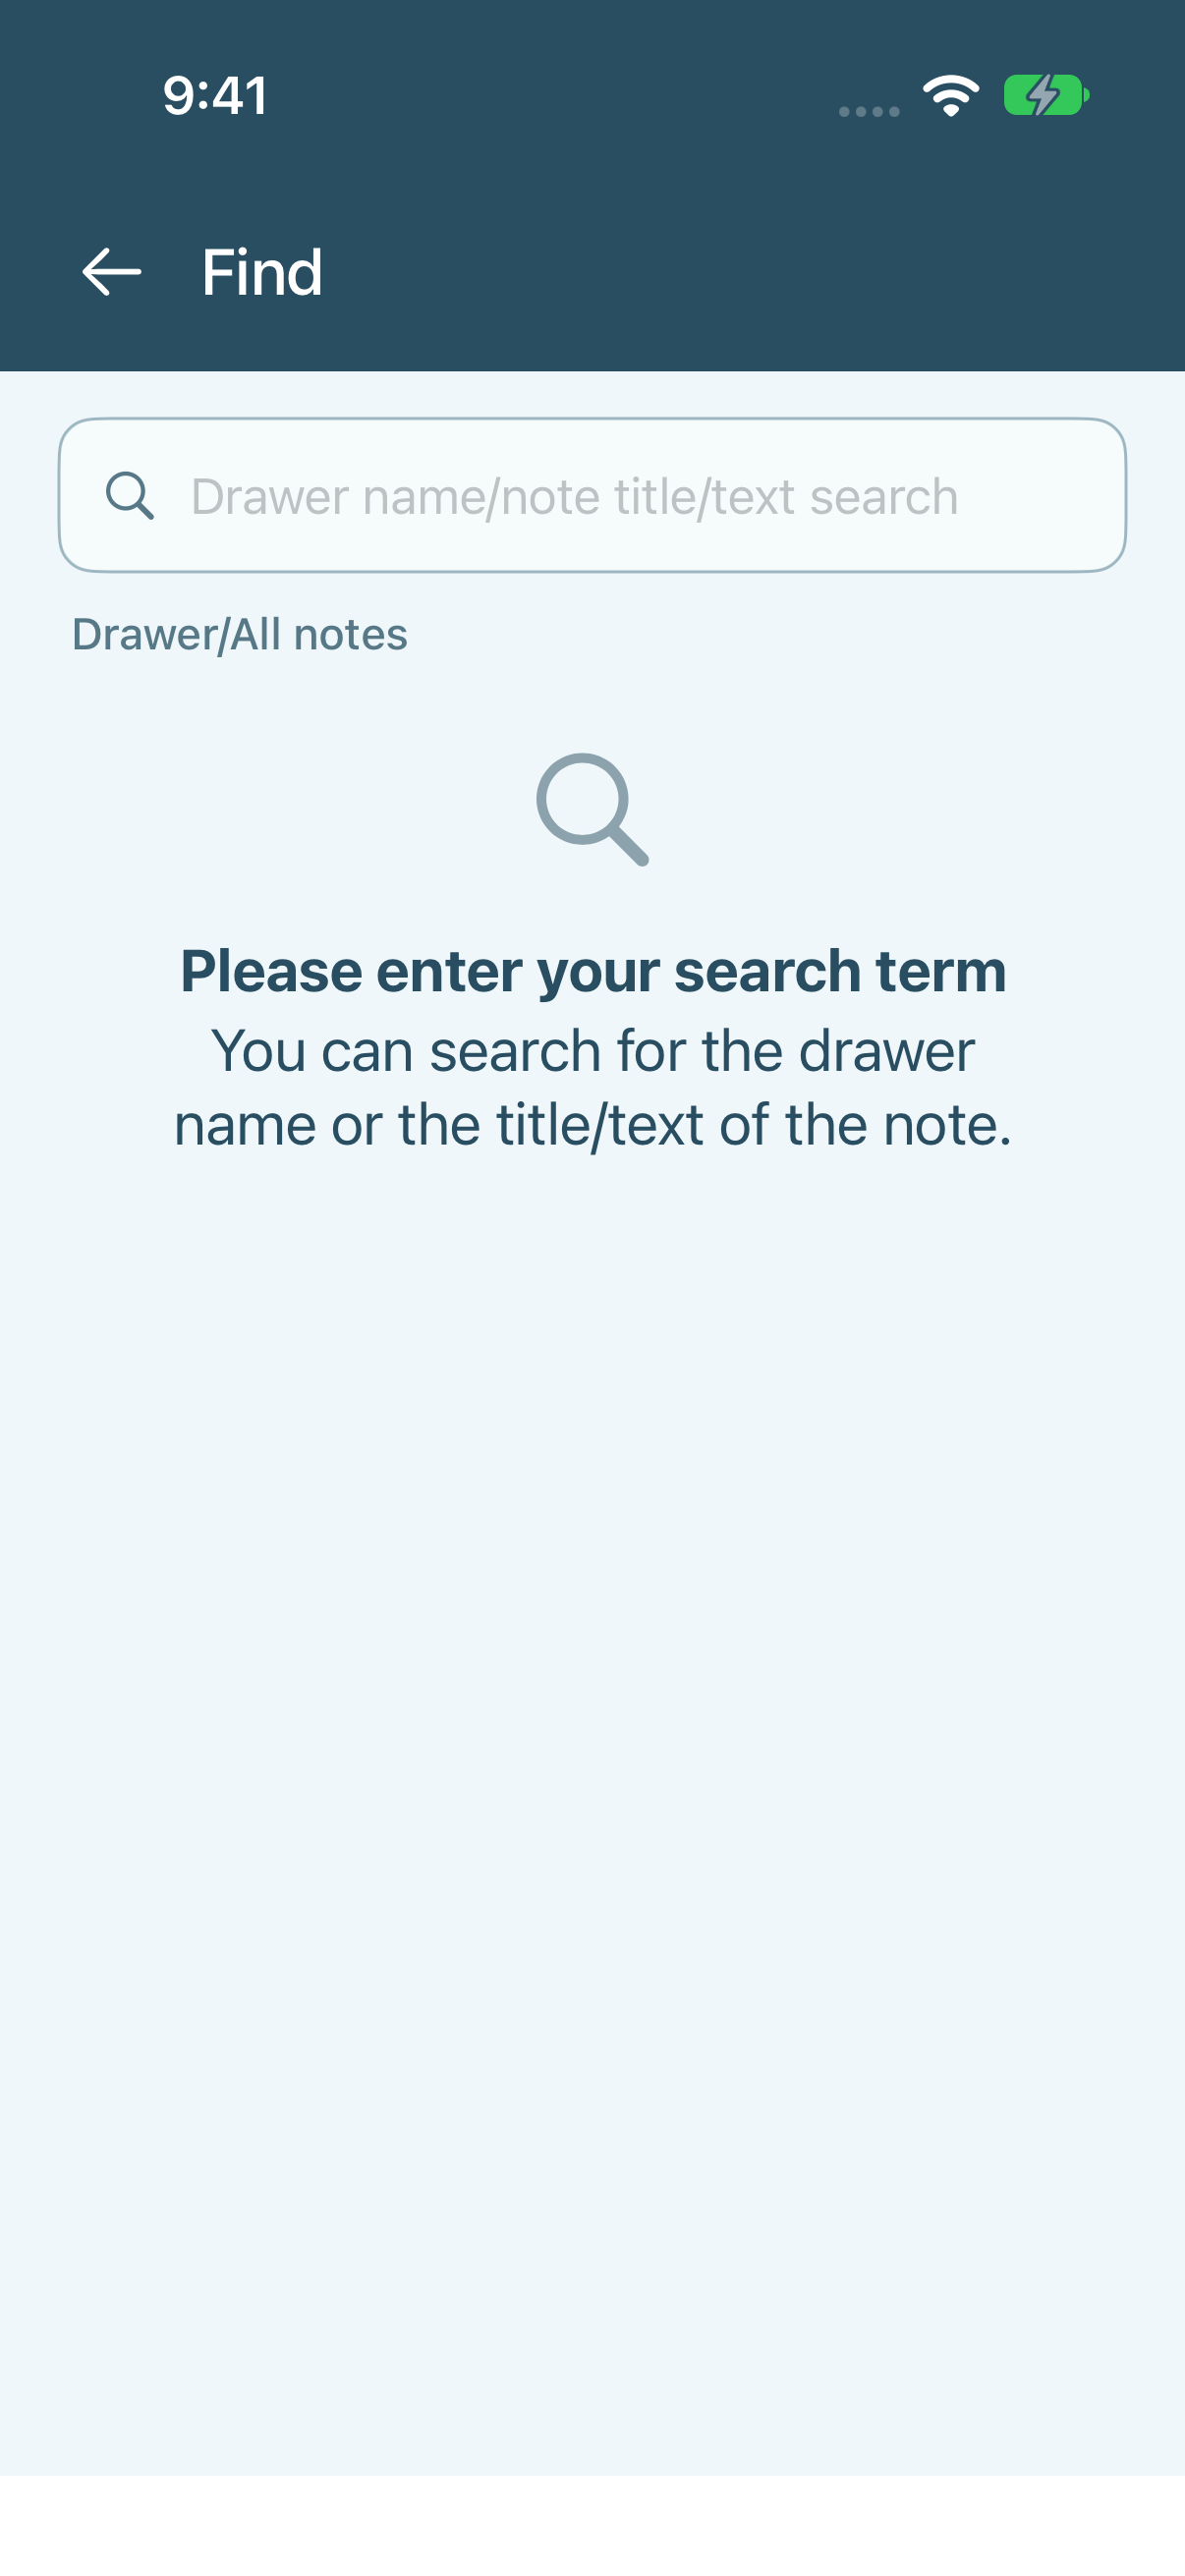 9:41
Find
Drawer name/note title/text search
Drawer/All notes
Please enter your search term
You can search for the drawer
name or the title/text of the note.